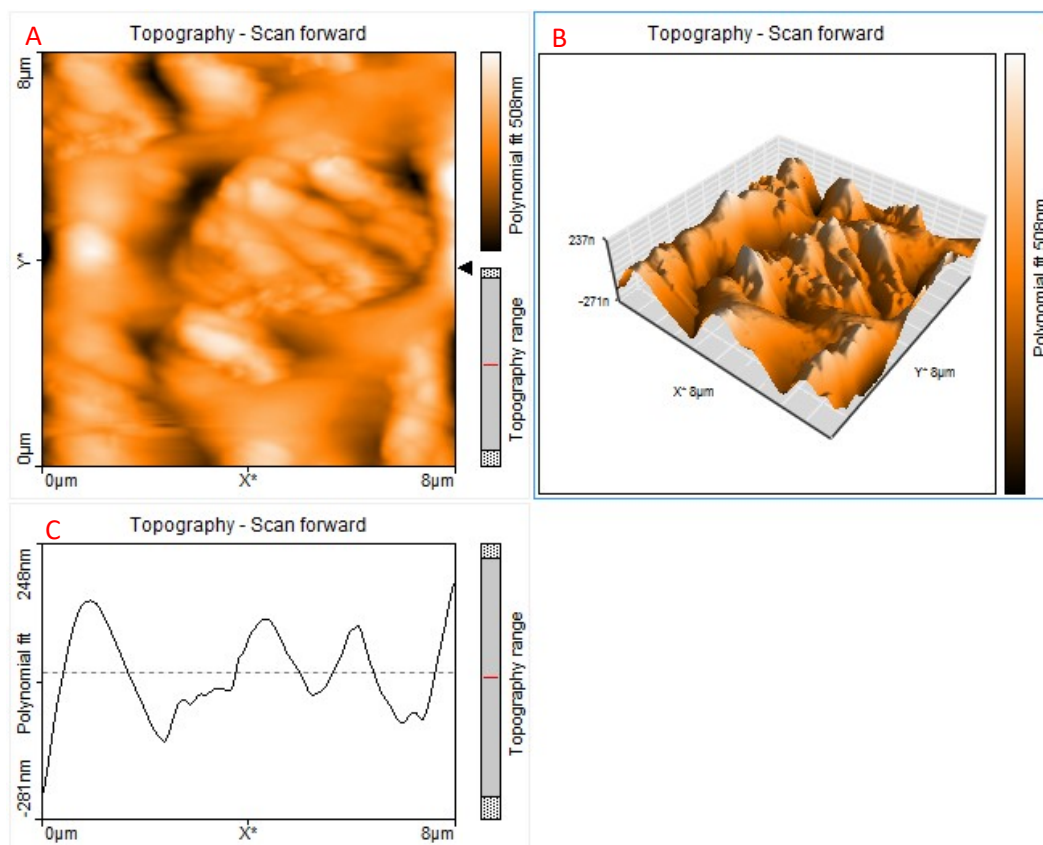 A
Topography - Scan forward
8µm
Y*
0µm
0µm
X*
8µm
Polynomial fit 508nm
Topography range
B
Topography - Scan forward
237n
-271n
X* 8µm
Y* 8µm
Polynomial fit 508nm
C
Topography - Scan forward
248nm
Polynomial fit
-281nm
0µm
X*
8µm
Topography range